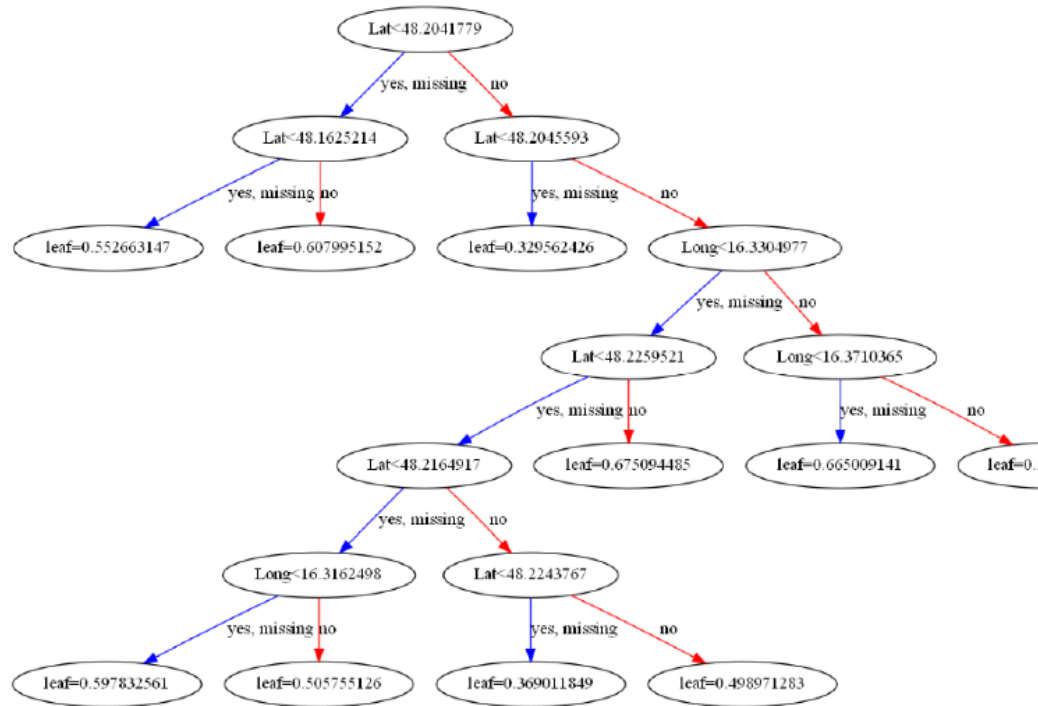 Lat<48.2041779
yes, missing
no
Lat<48.1625214
Lat<48.2045593
yes, missing
no
yes, missing
no
leaf=0.552663147
leaf=0.607995152
leaf=0.329562426
Long<16.3304977
yes, missing
no
Lat<48.2259521
Long<16.3710365
yes, missing
no
yes, missing
no
Lat<48.2164917
leaf=0.675094485
leaf=0.665009141
yes, missing
no
Long<16.3162498
Lat<48.2243767
yes, missing
no
yes, missing
no
leaf=0.597832561
leaf=0.505755126
leaf=0.369011849
leaf=0.498971283